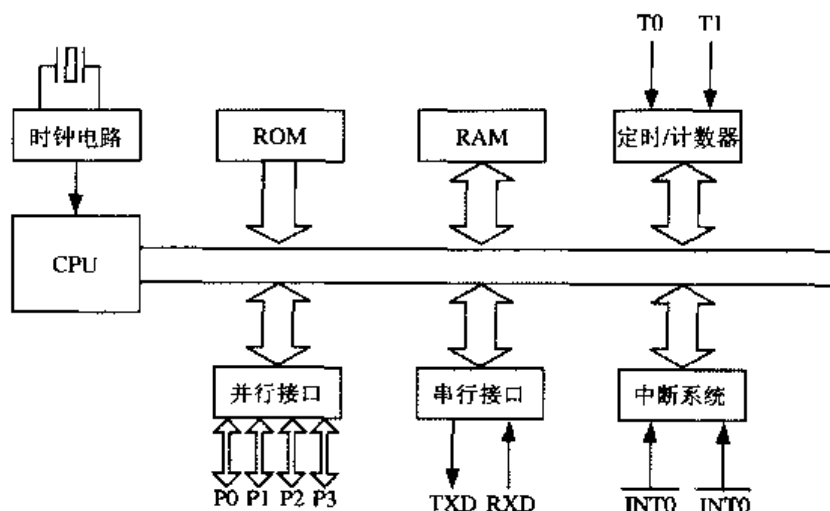 T0 T1
时钟电路 ROM RAM 定时/计数器
CPU
并行接口 串行接口 中断系统
P0 P1 P2 P3 TXD RXD INT0 INT0